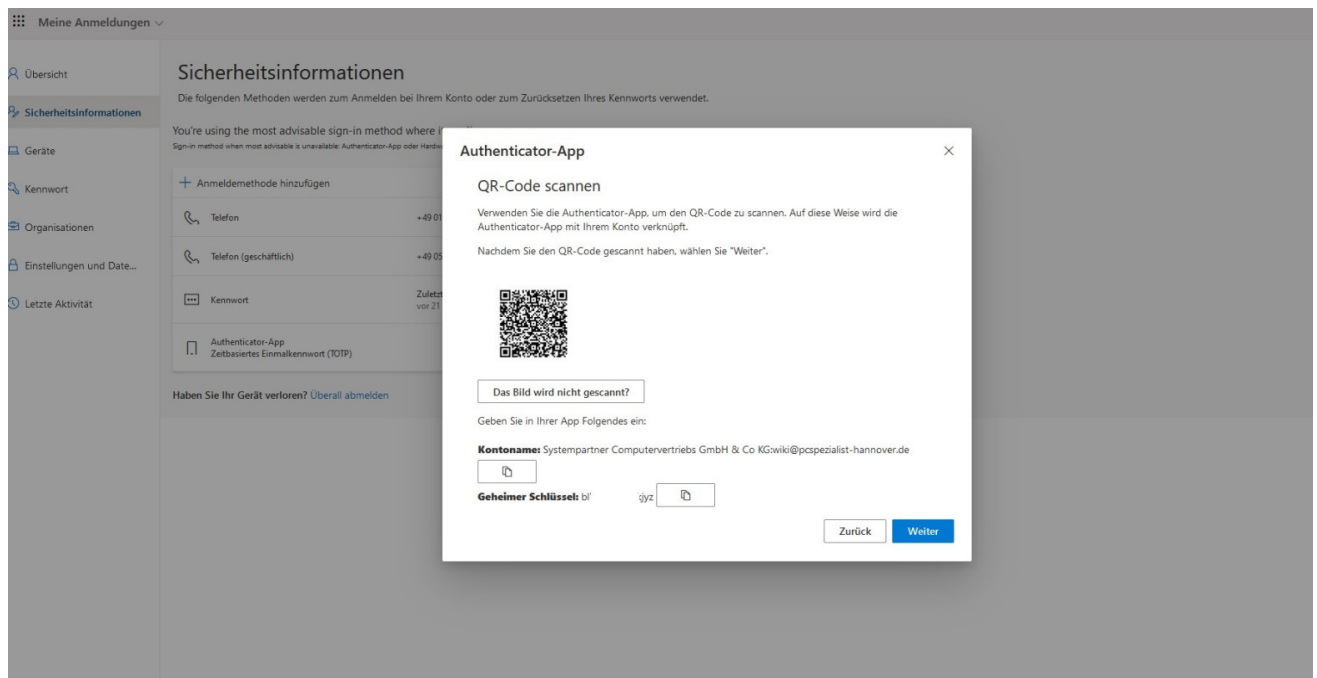 Meine Anmeldungen
Übersicht
Sicherheitsinformationen
Geräte
Kennwort
Organisationen
Einstellungen und Date...
Letzte Aktivität
Sicherheitsinformationen
Die folgenden Methoden werden zum Anmelden bei Ihrem Konto oder zum Zurücksetzen Ihres Kennworts verwendet.
You're using the most advisable sign-in method where i
Sign-in method when most advisable is unavailable: Authenticator-App oder Hardw
Anmeldemethode hinzufügen
Telefon +49 01
Telefon (geschäftlich) +49 05
Kennwort Zuletzt
vor 21
Authenticator-App
Zeitbasiertes Einmalkennwort (TOTP)
Haben Sie Ihr Gerät verloren? Überall abmelden
Authenticator-App
QR-Code scannen
Verwenden Sie die Authenticator-App, um den QR-Code zu scannen. Auf diese Weise wird die
Authenticator-App mit Ihrem Konto verknüpft.
Nachdem Sie den QR-Code gescannt haben, wählen Sie "Weiter".
Das Bild wird nicht gescannt?
Geben Sie in Ihrer App Folgendes ein:
Kontoname: Systempartner Computervertriebs GmbH & Co KG:wiki@pcspezialist-hannover.de
Geheimer Schlüssel: bl jyz
Zurück Weiter